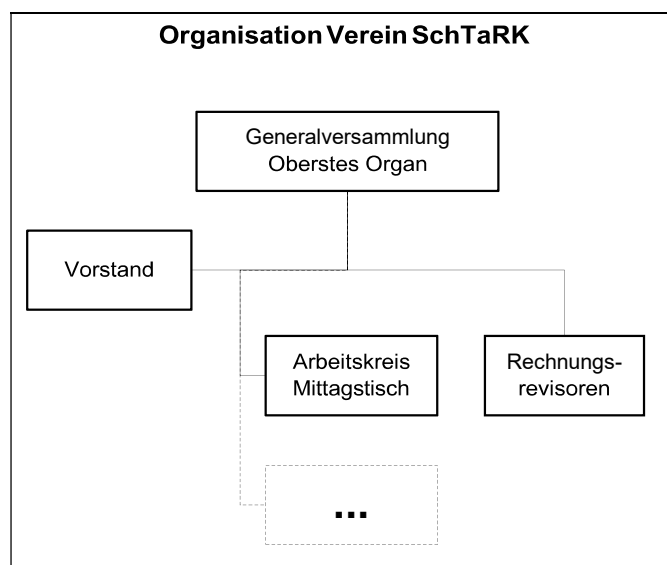 Organisation Verein SchTaRK
Generalversammlung
Oberstes Organ
Vorstand
Arbeitskreis
Mittagstisch
Rechnungs-
revisoren
...